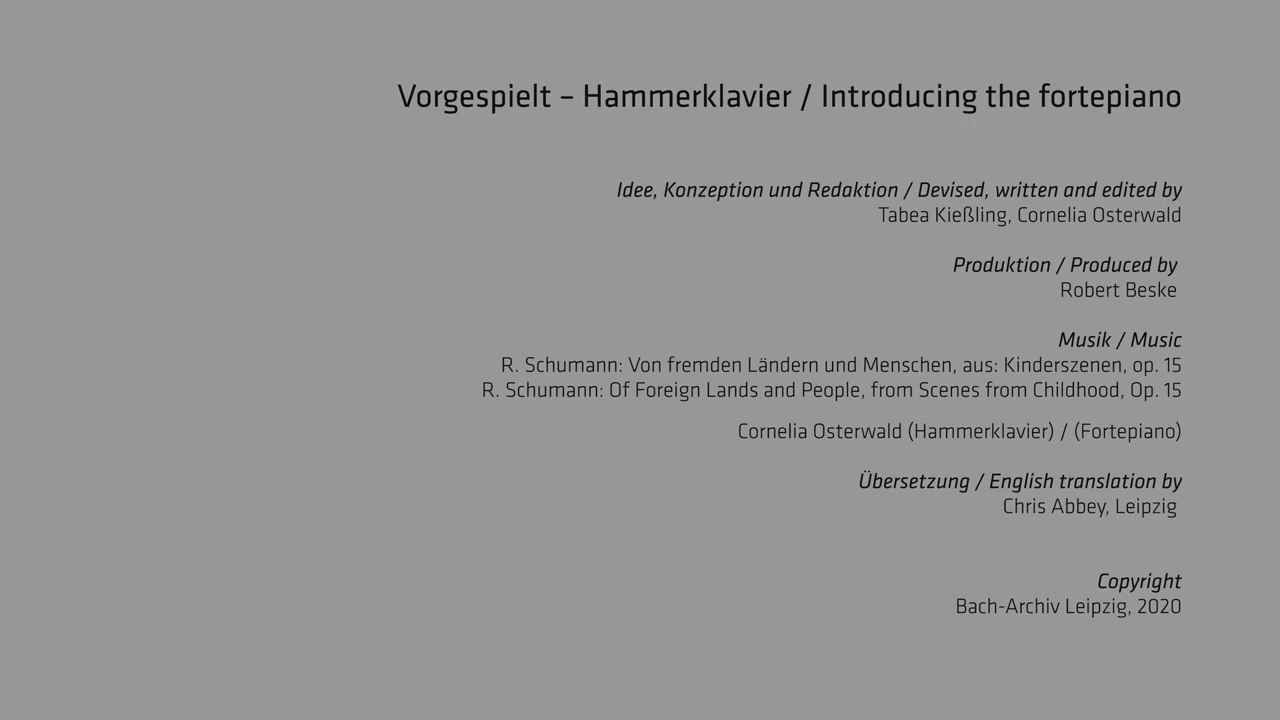 Vorgespielt – Hammerklavier / Introducing the fortepiano
Idee, Konzeption und Redaktion / Devised, written and edited by
Tabea Kießling, Cornelia Osterwald
Produktion / Produced by
Robert Beske
Musik / Music
R. Schumann: Von fremden Ländern und Menschen, aus: Kinderszenen, op. 15
R. Schumann: Of Foreign Lands and People, from Scenes from Childhood, Op. 15
Cornelia Osterwald (Hammerklavier) / (Fortepiano)
Übersetzung / English translation by
Chris Abbey, Leipzig
Copyright
Bach-Archiv Leipzig, 2020